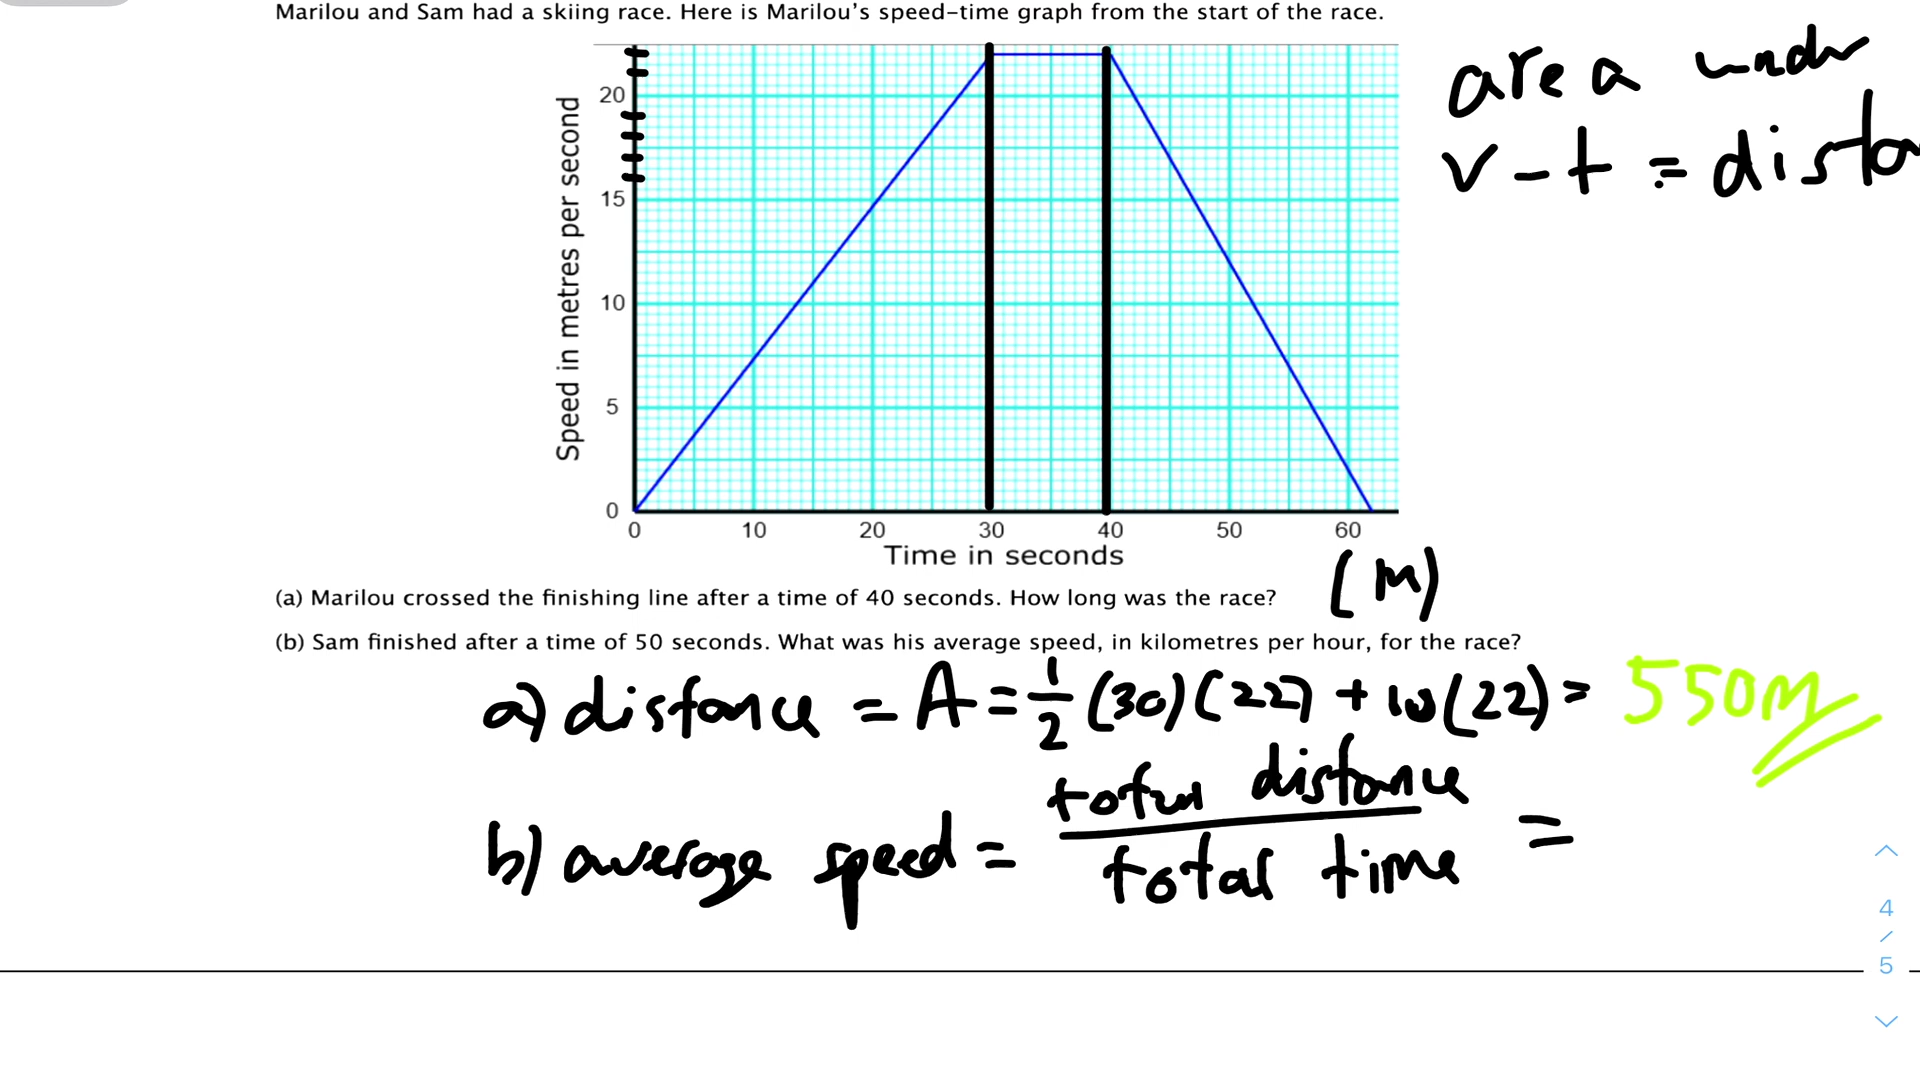 Marilou and Sam had a skiing race. Here is Marilou's speed-time graph from the start of the race.
area under
v-t = dista
Speed in metres per second
20
15
10
5
0
0 10 20 30 40 50 60
Time in seconds
(M)
(a) Marilou crossed the finishing line after a time of 40 seconds. How long was the race?
(b) Sam finished after a time of 50 seconds. What was his average speed, in kilometres per hour, for the race?
a) distance = A = 1/2 (30)(22) + 10(22) = 550M
b) average speed = total distance / total time =
4
/
5